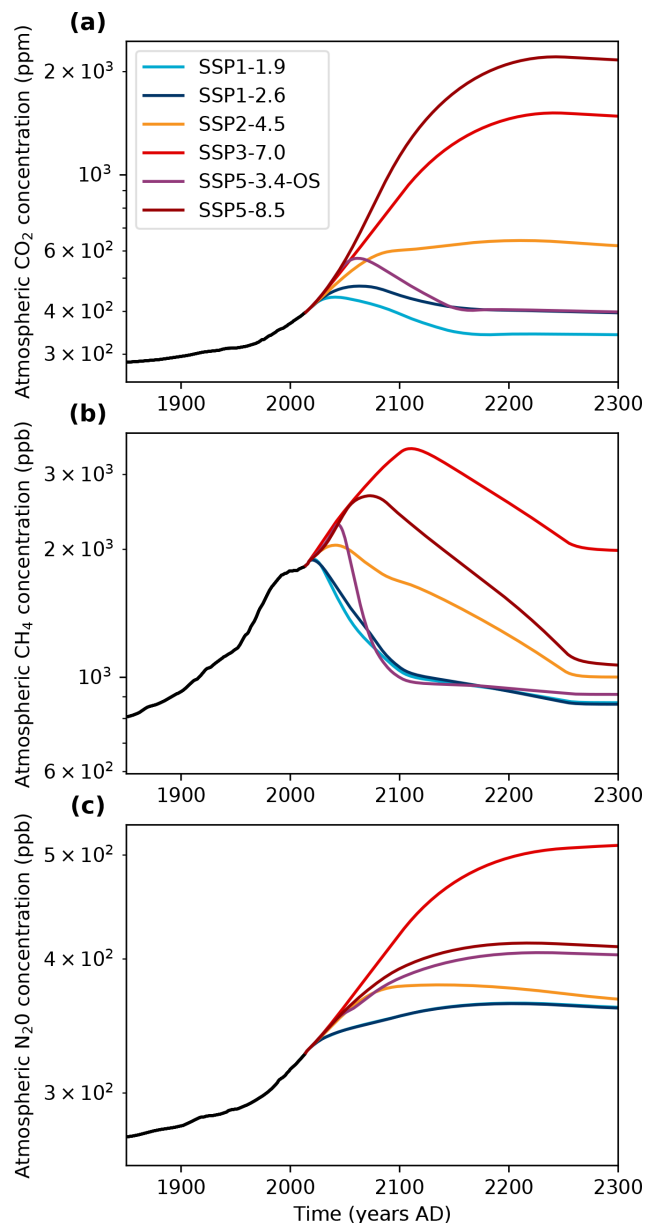 (a)
Atmospheric CO₂ concentration (ppm)
2 × 10³
10³
6 × 10²
4 × 10²
3 × 10²
SSP1-1.9
SSP1-2.6
SSP2-4.5
SSP3-7.0
SSP5-3.4-OS
SSP5-8.5
1900 2000 2100 2200 2300
(b)
Atmospheric CH₄ concentration (ppb)
3 × 10³
2 × 10³
10³
6 × 10²
1900 2000 2100 2200 2300
(c)
Atmospheric N₂0 concentration (ppb)
5 × 10²
4 × 10²
3 × 10²
1900 2000 2100 2200 2300
Time (years AD)